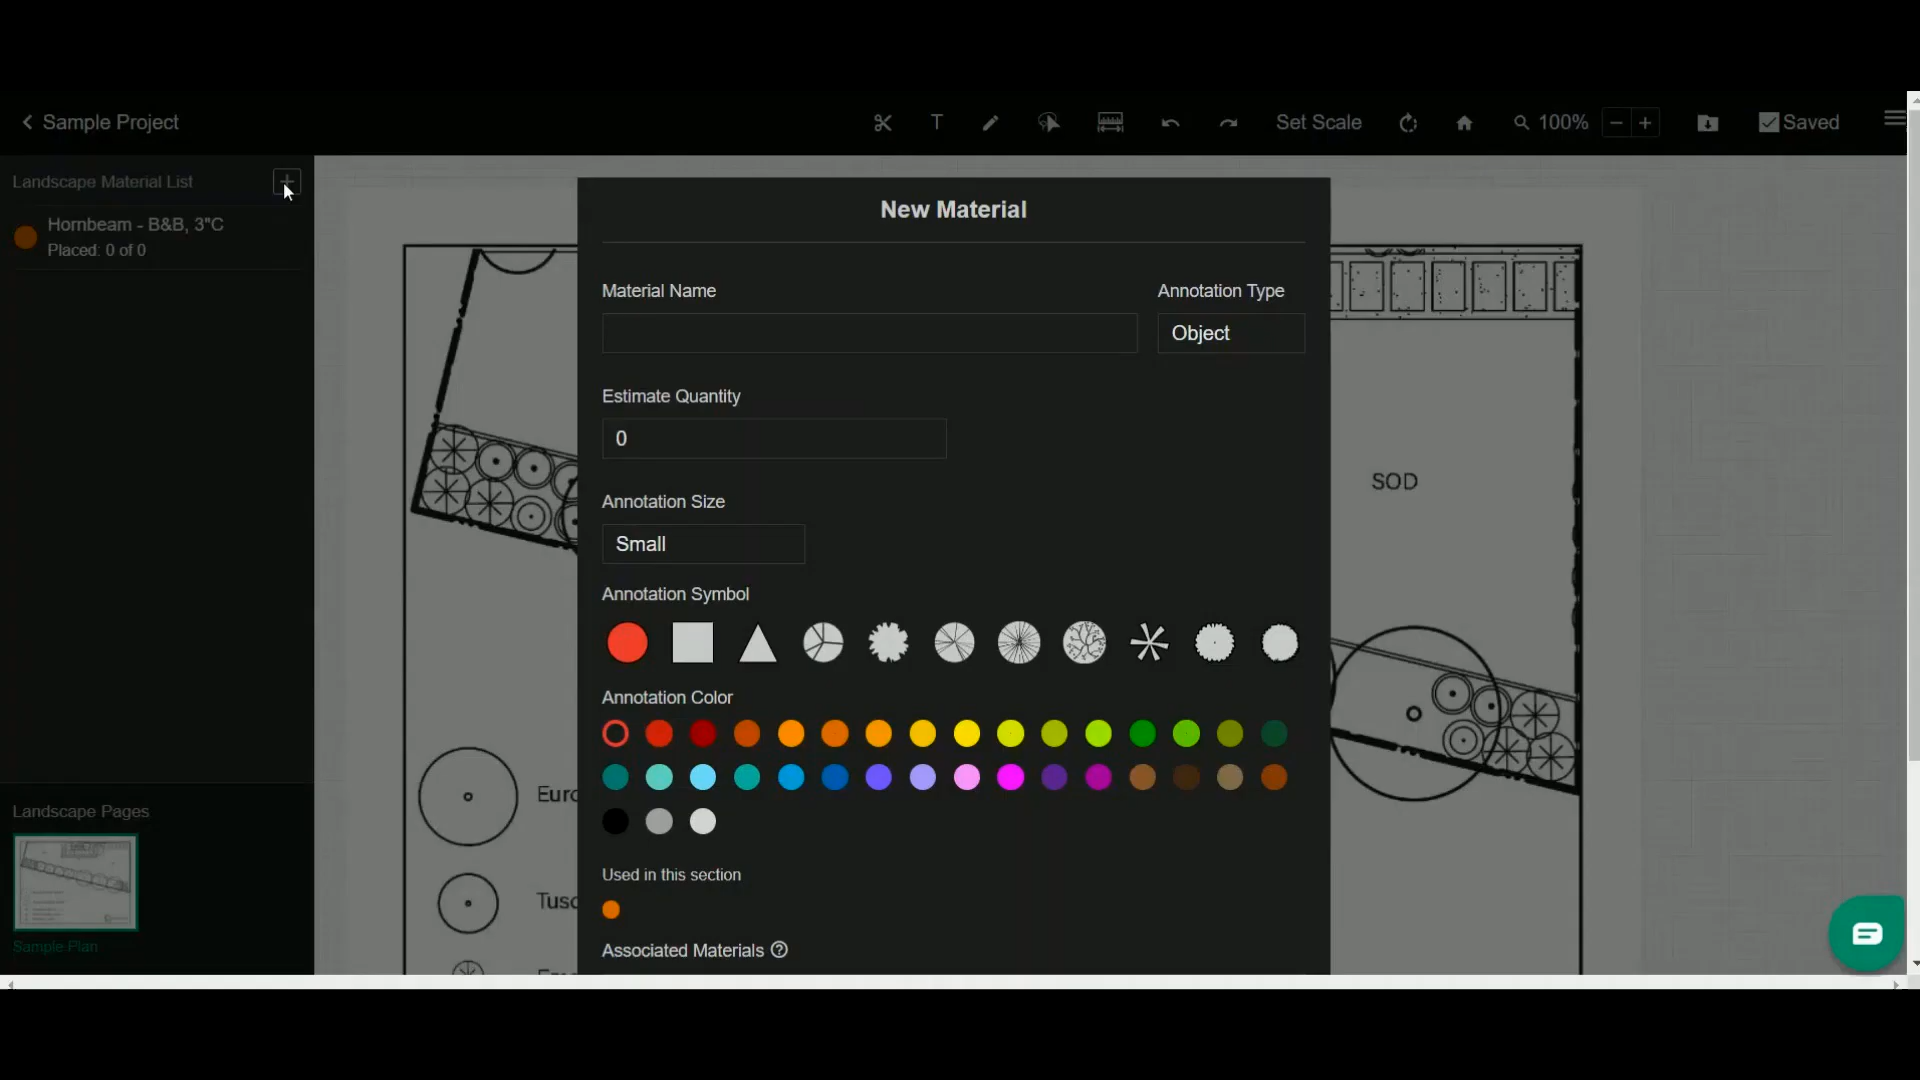 Sample Project
T
Set Scale
100%
Saved
Landscape Material List
Hornbeam - B&B, 3"C
Placed: 0 of 0
New Material
Material Name
Annotation Type
Object
Estimate Quantity
0
Annotation Size
Small
Annotation Symbol
Annotation Color
Used in this section
Associated Materials
SOD
Euro
Tusc
Landscape Pages
Sample Plan